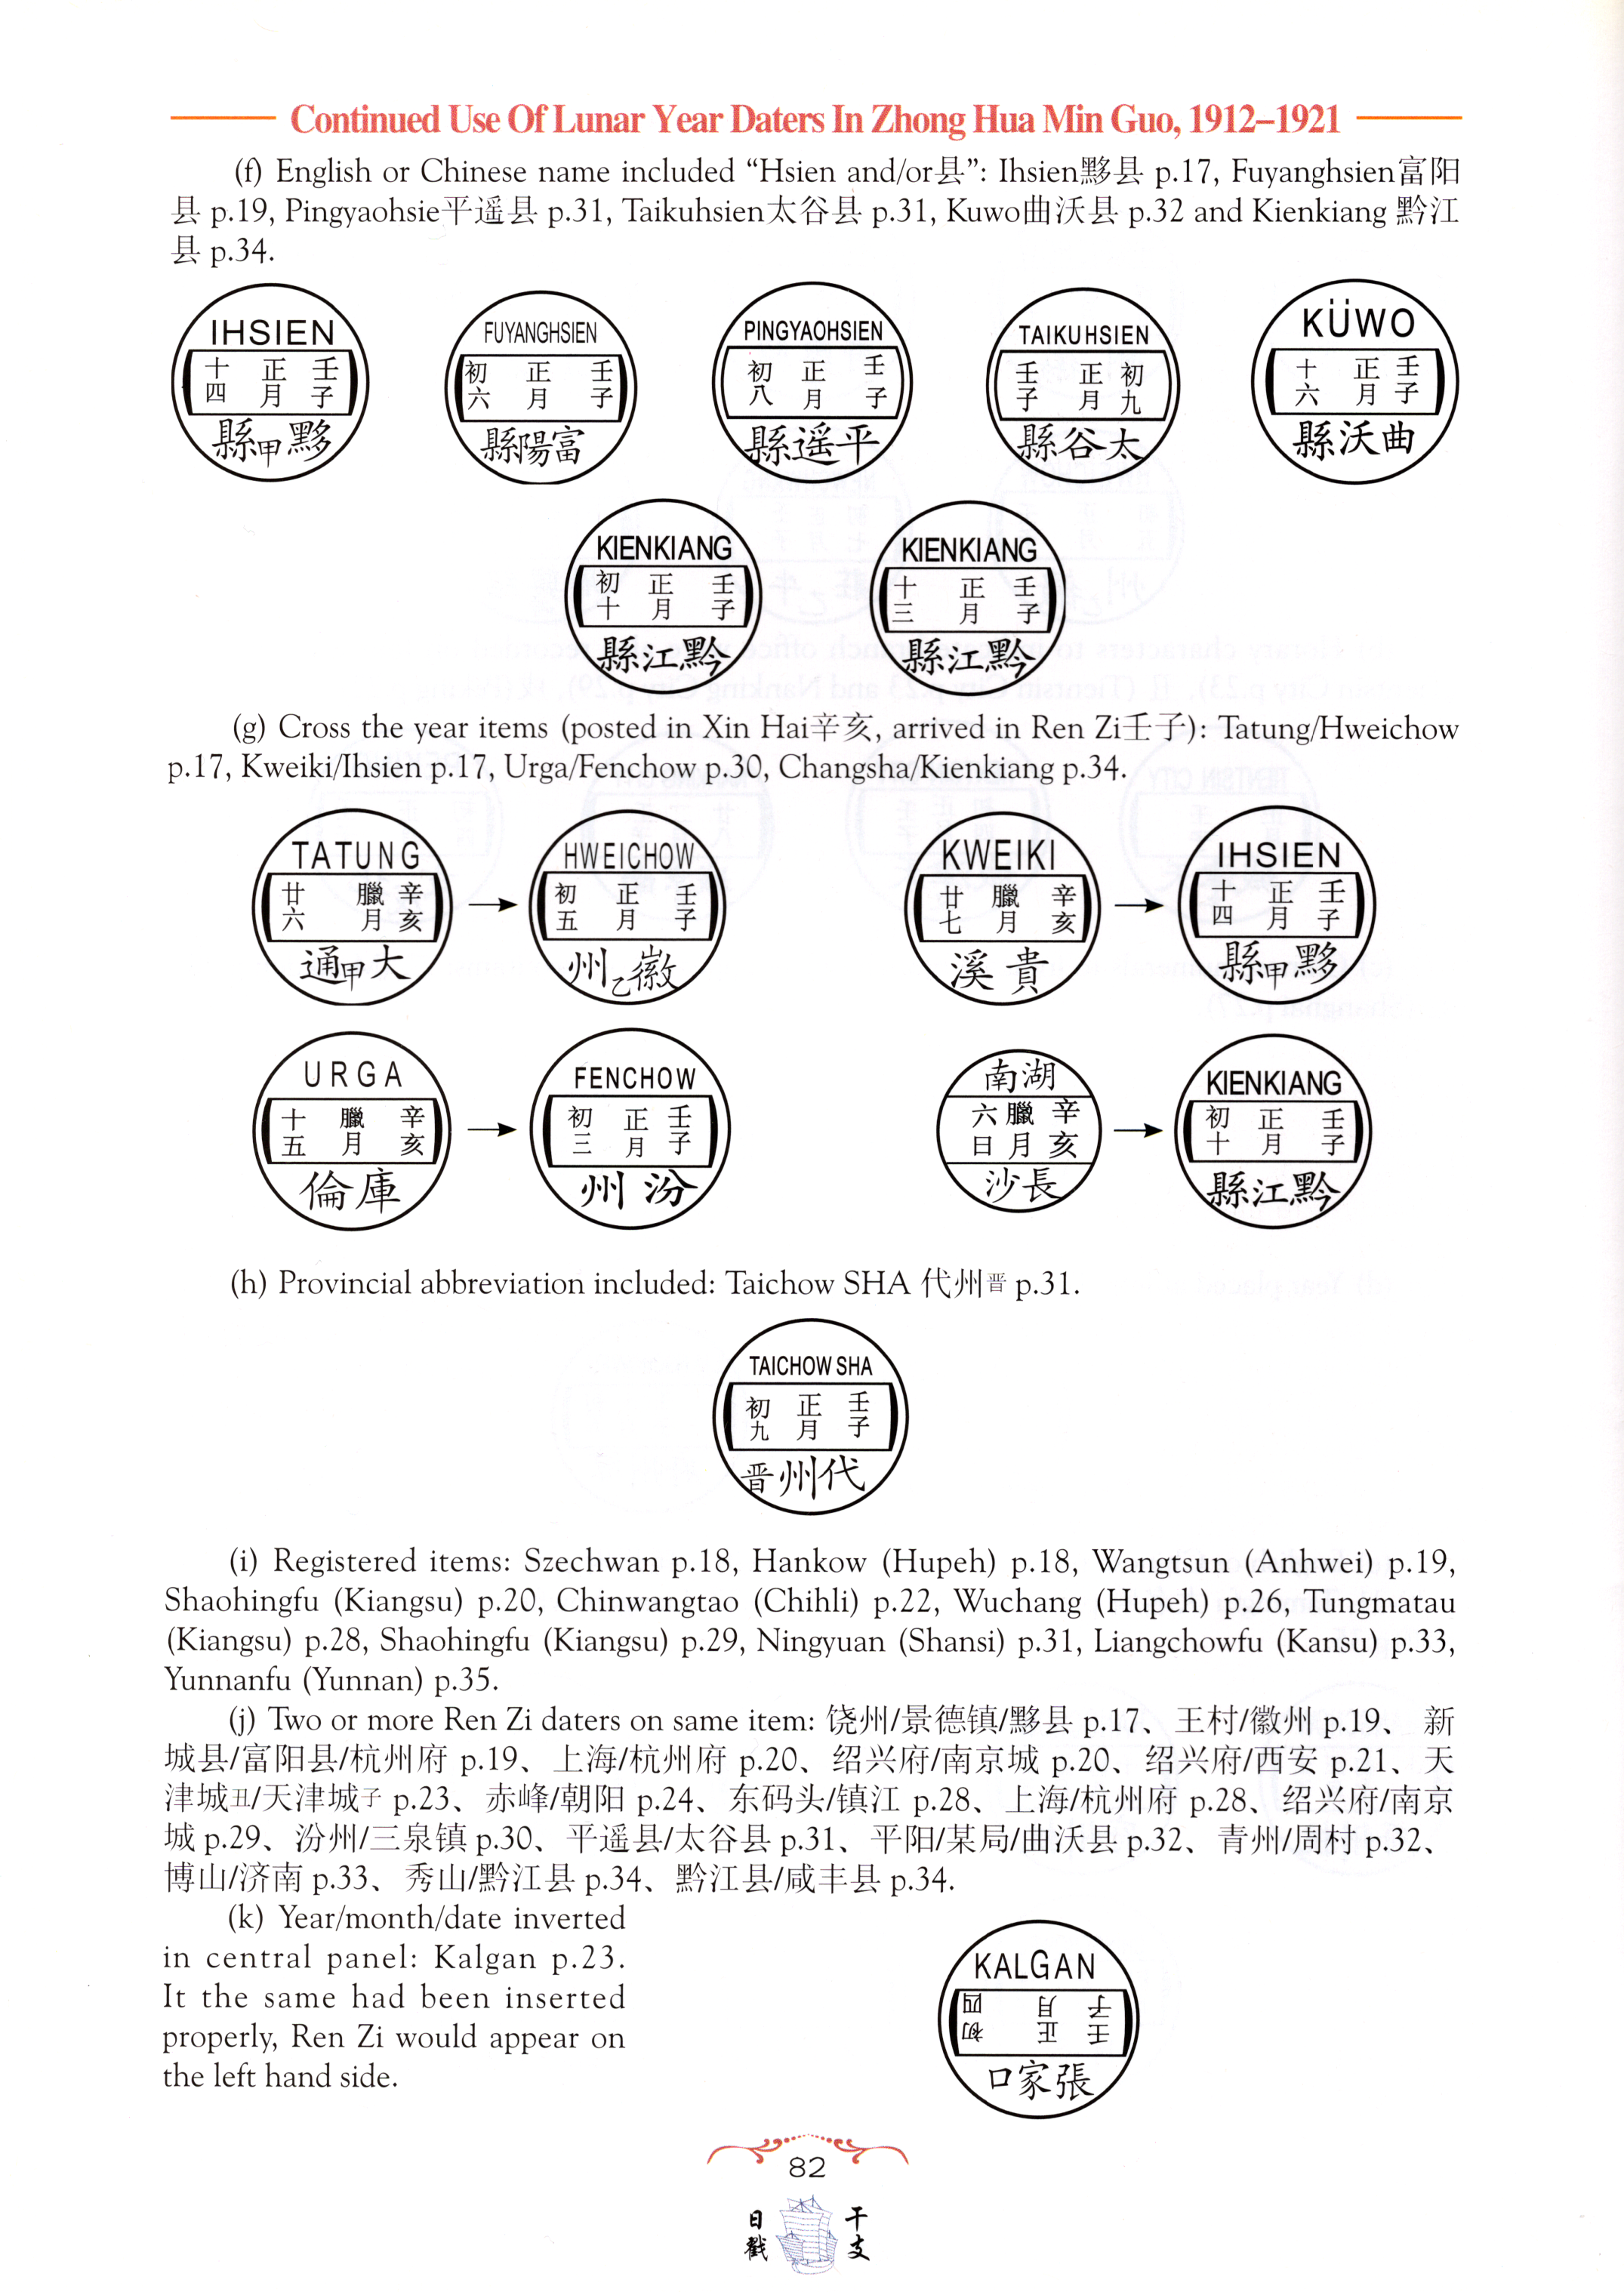 Continued Use Of Lunar Year Daters In Zhong Hua Min Guo, 1912–1921
(f) English or Chinese name included “Hsien and/or县”: Ihsien黟县 p.17, Fuyanghsien富阳
县 p.19, Pingyaohsie平遥县 p.31, Taikuhsien太谷县 p.31, Kuwo曲沃县 p.32 and Kienkiang 黔江
县 p.34.
IHSIEN
十四 正月 壬子
縣甲黟
FUYANGHSIEN
初六 正月 壬子
縣陽富
PINGYAOHSIEN
初八 正月 壬子
縣遥平
TAIKUHSIEN
壬子 正月 初九
縣谷太
KÜWO
十六 正月 壬子
縣沃曲
KIENKIANG
初十 正月 壬子
縣江黔
KIENKIANG
十三 正月 壬子
縣江黔
(g) Cross the year items (posted in Xin Hai辛亥, arrived in Ren Zi壬子): Tatung/Hweichow
p.17, Kweiki/Ihsien p.17, Urga/Fenchow p.30, Changsha/Kienkiang p.34.
TATUNG
廿六 臘月 辛亥
通甲大
HWEICHOW
初五 正月 壬子
州乙徽
KWEIKI
廿七 臘月 辛亥
溪貴
IHSIEN
十四 正月 壬子
縣甲黟
URGA
十五 臘月 辛亥
倫庫
FENCHOW
初三 正月 壬子
州汾
南湖
六日 臘月 辛亥
沙長
KIENKIANG
初十 正月 壬子
縣江黔
(h) Provincial abbreviation included: Taichow SHA 代州晋 p.31.
TAICHOW SHA
初九 正月 壬子
晋州代
(i) Registered items: Szechwan p.18, Hankow (Hupeh) p.18, Wangtsun (Anhwei) p.19,
Shaohingfu (Kiangsu) p.20, Chinwangtao (Chihli) p.22, Wuchang (Hupeh) p.26, Tungmatau
(Kiangsu) p.28, Shaohingfu (Kiangsu) p.29, Ningyuan (Shansi) p.31, Liangchowfu (Kansu) p.33,
Yunnanfu (Yunnan) p.35.
(j) Two or more Ren Zi daters on same item: 饶州/景德镇/黟县 p.17、王村/徽州 p.19、 新
城县/富阳县/杭州府 p.19、上海/杭州府 p.20、绍兴府/南京城 p.20、绍兴府/西安 p.21、天
津城丑/天津城子 p.23、赤峰/朝阳 p.24、东码头/镇江 p.28、上海/杭州府 p.28、绍兴府/南京
城 p.29、汾州/三泉镇 p.30、平遥县/太谷县 p.31、平阳/某局/曲沃县 p.32、青州/周村 p.32、
博山/济南 p.33、秀山/黔江县 p.34、黔江县/咸丰县 p.34.
(k) Year/month/date inverted
in central panel: Kalgan p.23.
It the same had been inserted
properly, Ren Zi would appear on
the left hand side.
KALGAN
初四 正月 壬子
口家張
82
干支
日戳